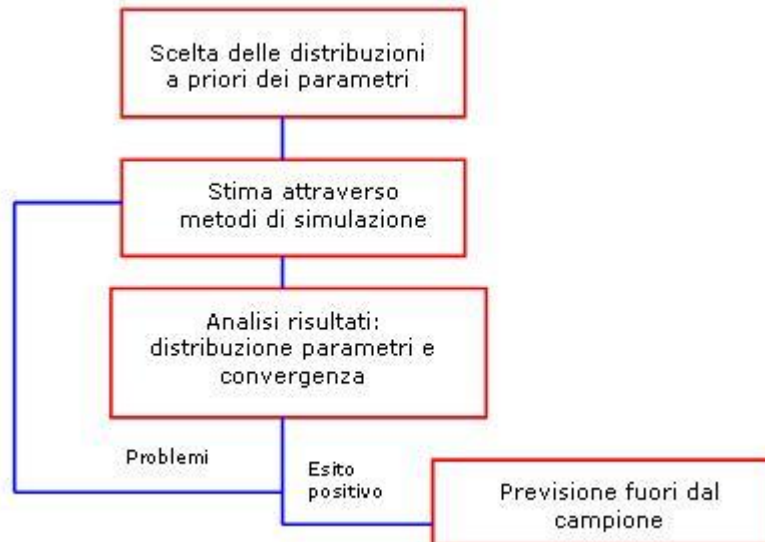 Scelta delle distribuzioni
a priori dei parametri
Stima attraverso
metodi di simulazione
Analisi risultati:
distribuzione parametri e
convergenza
Problemi
Esito
positivo
Previsione fuori dal
campione